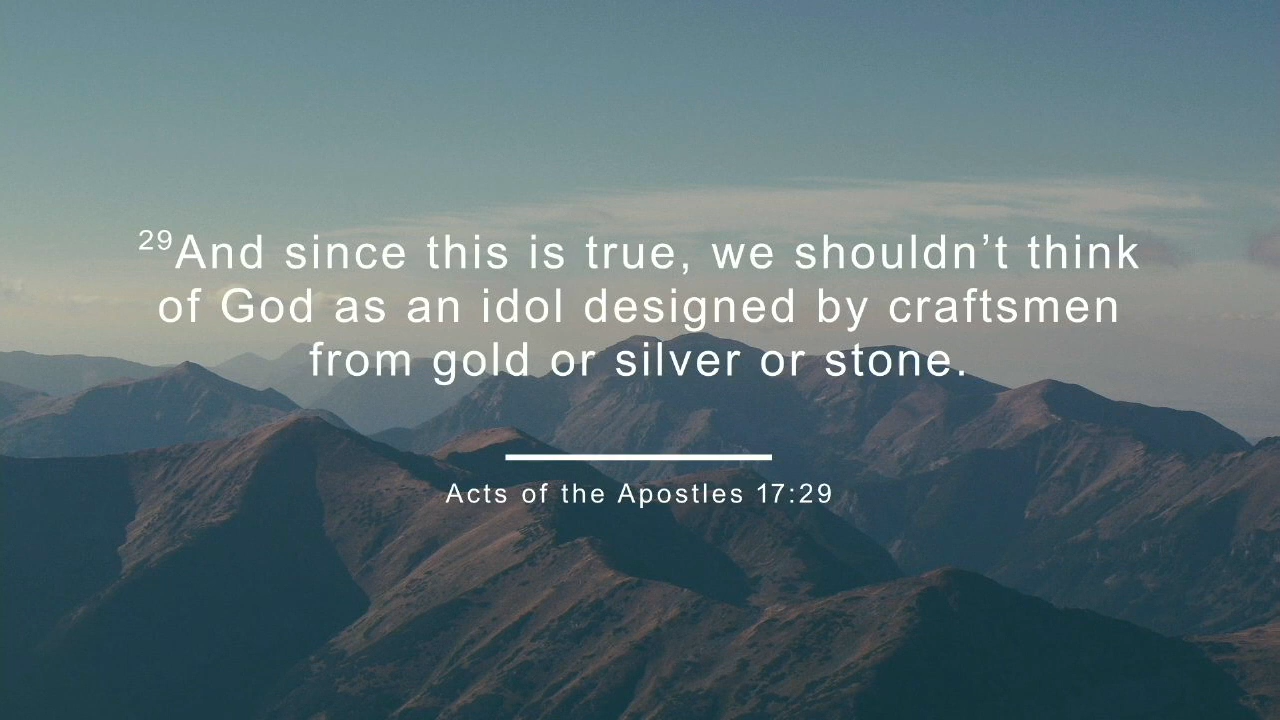 29And since this is true, we shouldn’t think
of God as an idol designed by craftsmen
from gold or silver or stone.
Acts of the Apostles 17:29